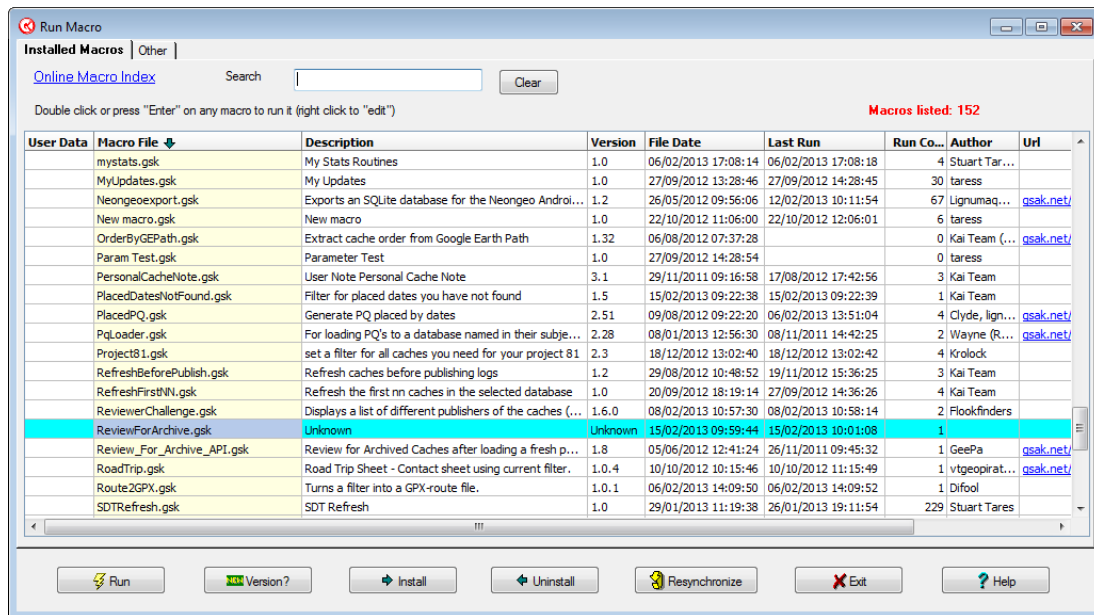 Run Macro
Installed Macros Other
Online Macro Index Search Clear
Double click or press "Enter" on any macro to run it (right click to "edit") Macros listed: 152
User Data Macro File Description Version File Date Last Run Run Co... Author Url
mystats.gsk My Stats Routines 1.0 06/02/2013 17:08:14 06/02/2013 17:08:18 4 Stuart Tar...
MyUpdates.gsk My Updates 1.0 27/09/2012 13:28:46 27/09/2012 14:28:45 30 taress
Neongeoexport.gsk Exports an SQLite database for the Neongeo Androi... 1.2 26/05/2012 09:56:06 12/02/2013 10:11:54 67 Lignumaq... gsak.net/
New macro.gsk New macro 1.0 22/10/2012 11:06:00 22/10/2012 12:06:01 6 taress
OrderByGEPath.gsk Extract cache order from Google Earth Path 1.32 06/08/2012 07:37:28 0 Kai Team (... gsak.net/
Param Test.gsk Parameter Test 1.0 27/09/2012 14:28:54 0 taress
PersonalCacheNote.gsk User Note Personal Cache Note 3.1 29/11/2011 09:16:58 17/08/2012 17:42:56 3 Kai Team
PlacedDatesNotFound.gsk Filter for placed dates you have not found 1.5 15/02/2013 09:22:38 15/02/2013 09:22:39 1 Kai Team
PlacedPQ.gsk Generate PQ placed by dates 2.51 09/08/2012 09:22:20 06/02/2013 13:51:04 4 Clyde, lign... gsak.net/
PqLoader.gsk For loading PQ's to a database named in their subje... 2.28 08/01/2012 12:56:30 08/11/2011 14:42:25 2 Wayne (R... gsak.net/
Project81.gsk set a filter for all caches you need for your project 81 2.3 18/12/2012 13:02:40 18/12/2012 13:02:42 4 Krolock
RefreshBeforePublish.gsk Refresh caches before publishing logs 1.2 29/08/2012 10:48:52 19/11/2012 15:36:25 3 Kai Team
RefreshFirstNN.gsk Refresh the first nn caches in the selected database 1.0 20/09/2012 18:19:14 27/09/2012 14:36:26 4 Kai Team
ReviewerChallenge.gsk Displays a list of different publishers of the caches (... 1.6.0 08/02/2013 10:57:30 08/02/2013 10:58:14 2 Flookfinders
ReviewForArchive.gsk Unknown Unknown 15/02/2013 09:59:44 15/02/2013 10:01:08 1
Review_For_Archive_API.gsk Review for Archived Caches after loading a fresh p... 1.8 05/06/2012 12:41:24 26/11/2011 09:45:32 1 GeePa gsak.net/
RoadTrip.gsk Road Trip Sheet - Contact sheet using current filter. 1.0.4 10/10/2012 10:15:46 10/10/2012 11:15:49 1 vtgeopirat... gsak.net/
Route2GPX.gsk Turns a filter into a GPX-route file. 1.0.1 06/02/2013 14:09:50 06/02/2013 14:09:52 1 Difool
SDTRefresh.gsk SDT Refresh 1.0 29/01/2013 11:19:38 26/01/2013 19:11:54 229 Stuart Tares
Run NEW Version? Install Uninstall Resynchronize Exit Help